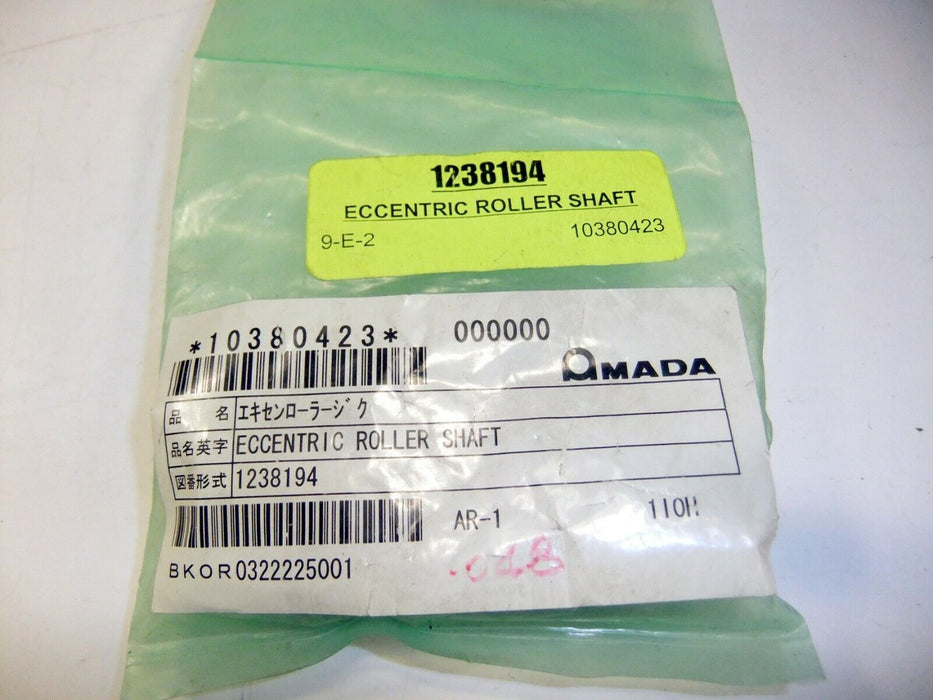 1238194
ECCENTRIC ROLLER SHAFT
9-E-2 10380423
*10380423* 000000
AMADA
品 名 エキセンローラージク
品名英字 ECCENTRIC ROLLER SHAFT
図番形式 1238194
AR-1 110H
BKOR0322225001